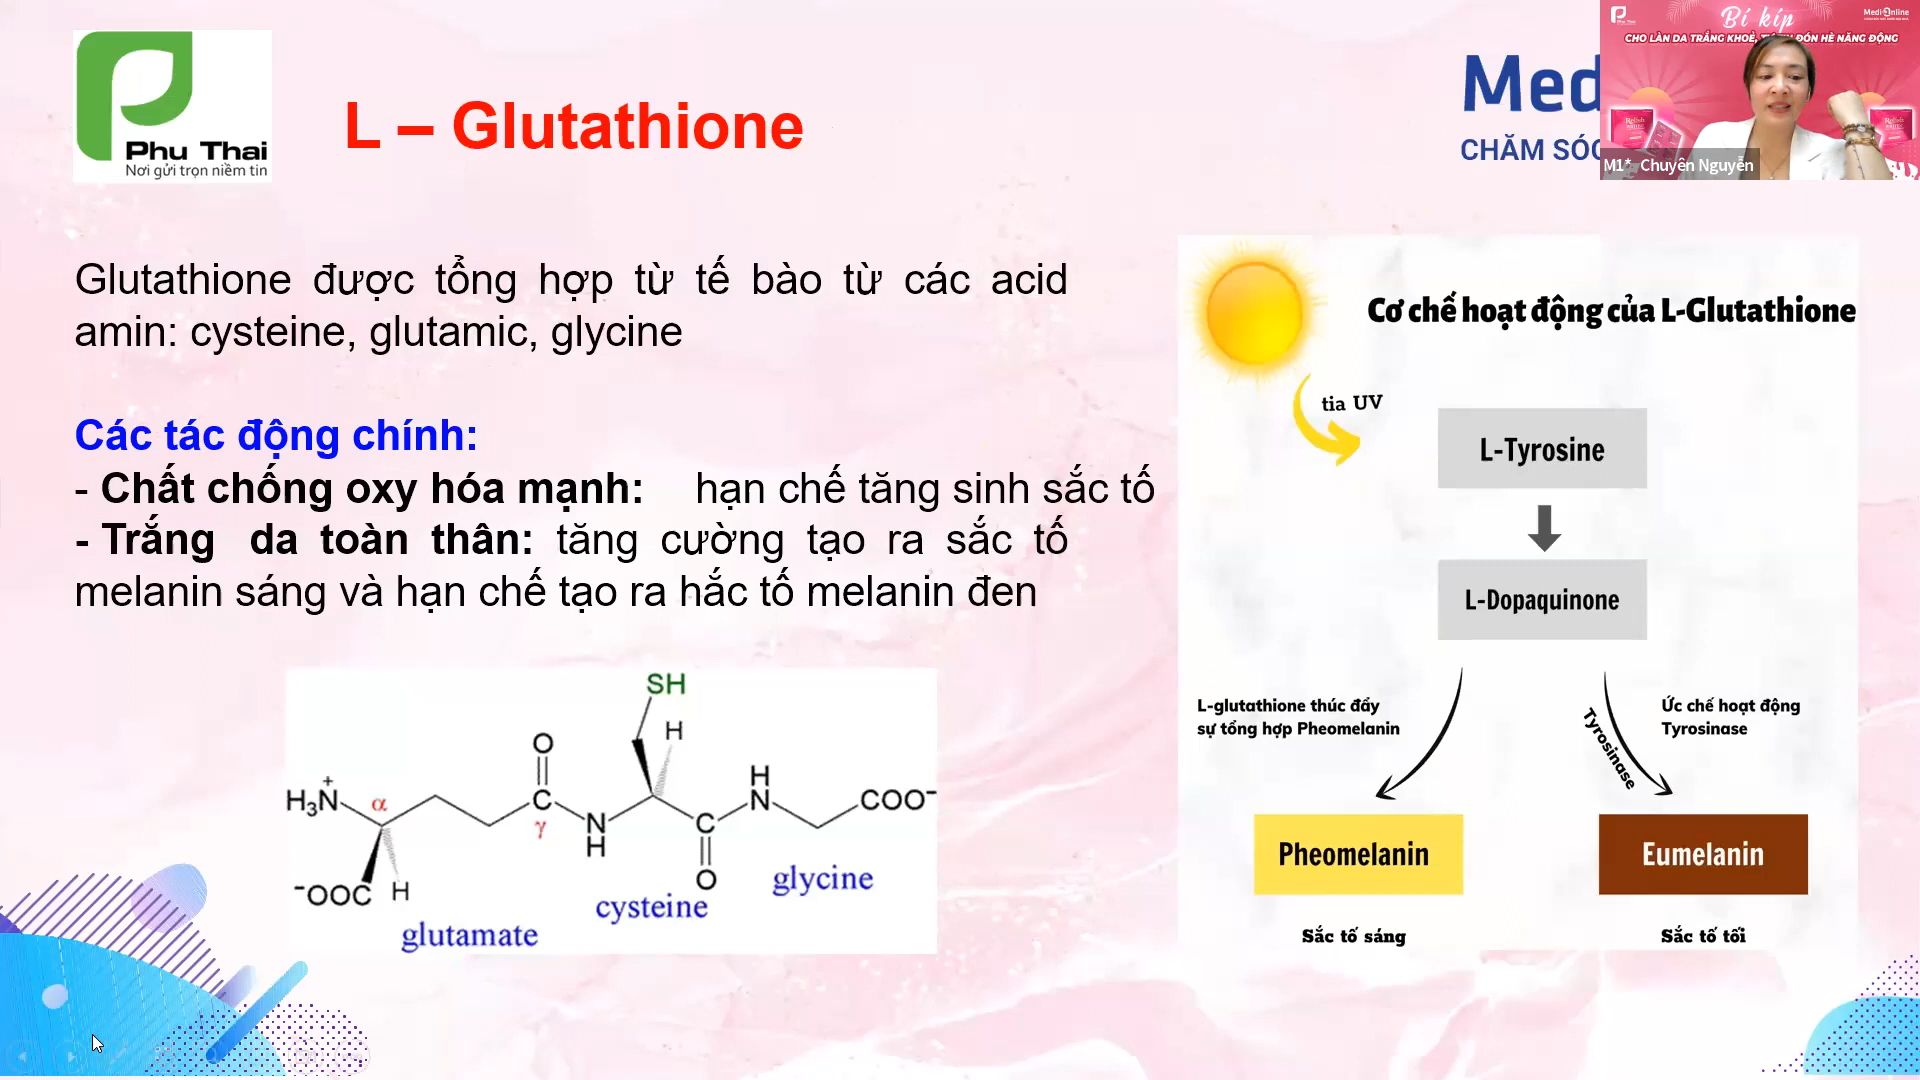 Phu Thai
Nơi gửi trọn niềm tin
L – Glutathione
Med
CHĂM SÓC
Bí kíp
CHO LÀN DA TRẮNG KHOẺ, ĐÓN HÈ NĂNG ĐỘNG
Medi Online
M1*_Chuyên Nguyễn
Glutathione được tổng hợp từ tế bào từ các acid
amin: cysteine, glutamic, glycine
Các tác động chính:
- Chất chống oxy hóa mạnh: hạn chế tăng sinh sắc tố
- Trắng da toàn thân: tăng cường tạo ra sắc tố
melanin sáng và hạn chế tạo ra hắc tố melanin đen
SH
H
O
H
H₃N⁺
α
C
N
COO⁻
γ
N
H
C
O
⁻OOC
H
glycine
cysteine
glutamate
Cơ chế hoạt động của L-Glutathione
tia UV
L-Tyrosine
L-Dopaquinone
L-glutathione thúc đẩy
sự tổng hợp Pheomelanin
Tyrosinase
Ức chế hoạt động
Tyrosinase
Pheomelanin
Eumelanin
Sắc tố sáng
Sắc tố tối